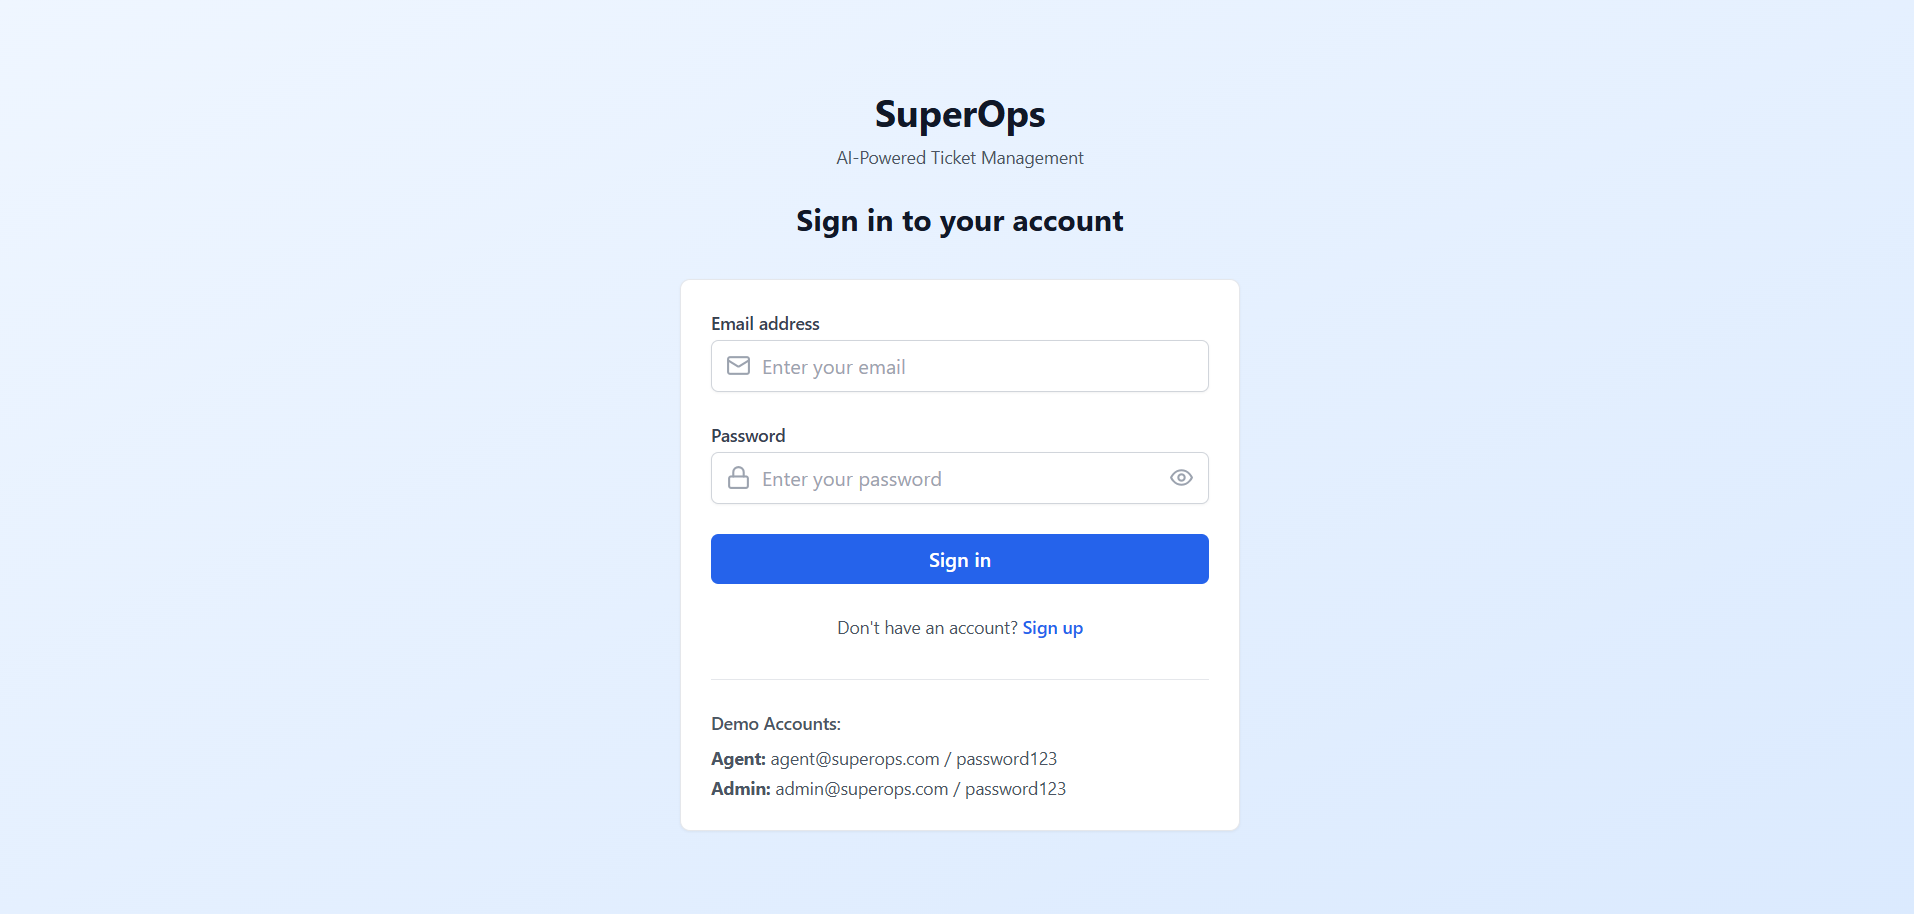 SuperOps
AI-Powered Ticket Management
Sign in to your account
Email address
Enter your email
Password
Enter your password
Sign in
Don't have an account? Sign up
Demo Accounts:
Agent: agent@superops.com / password123
Admin: admin@superops.com / password123